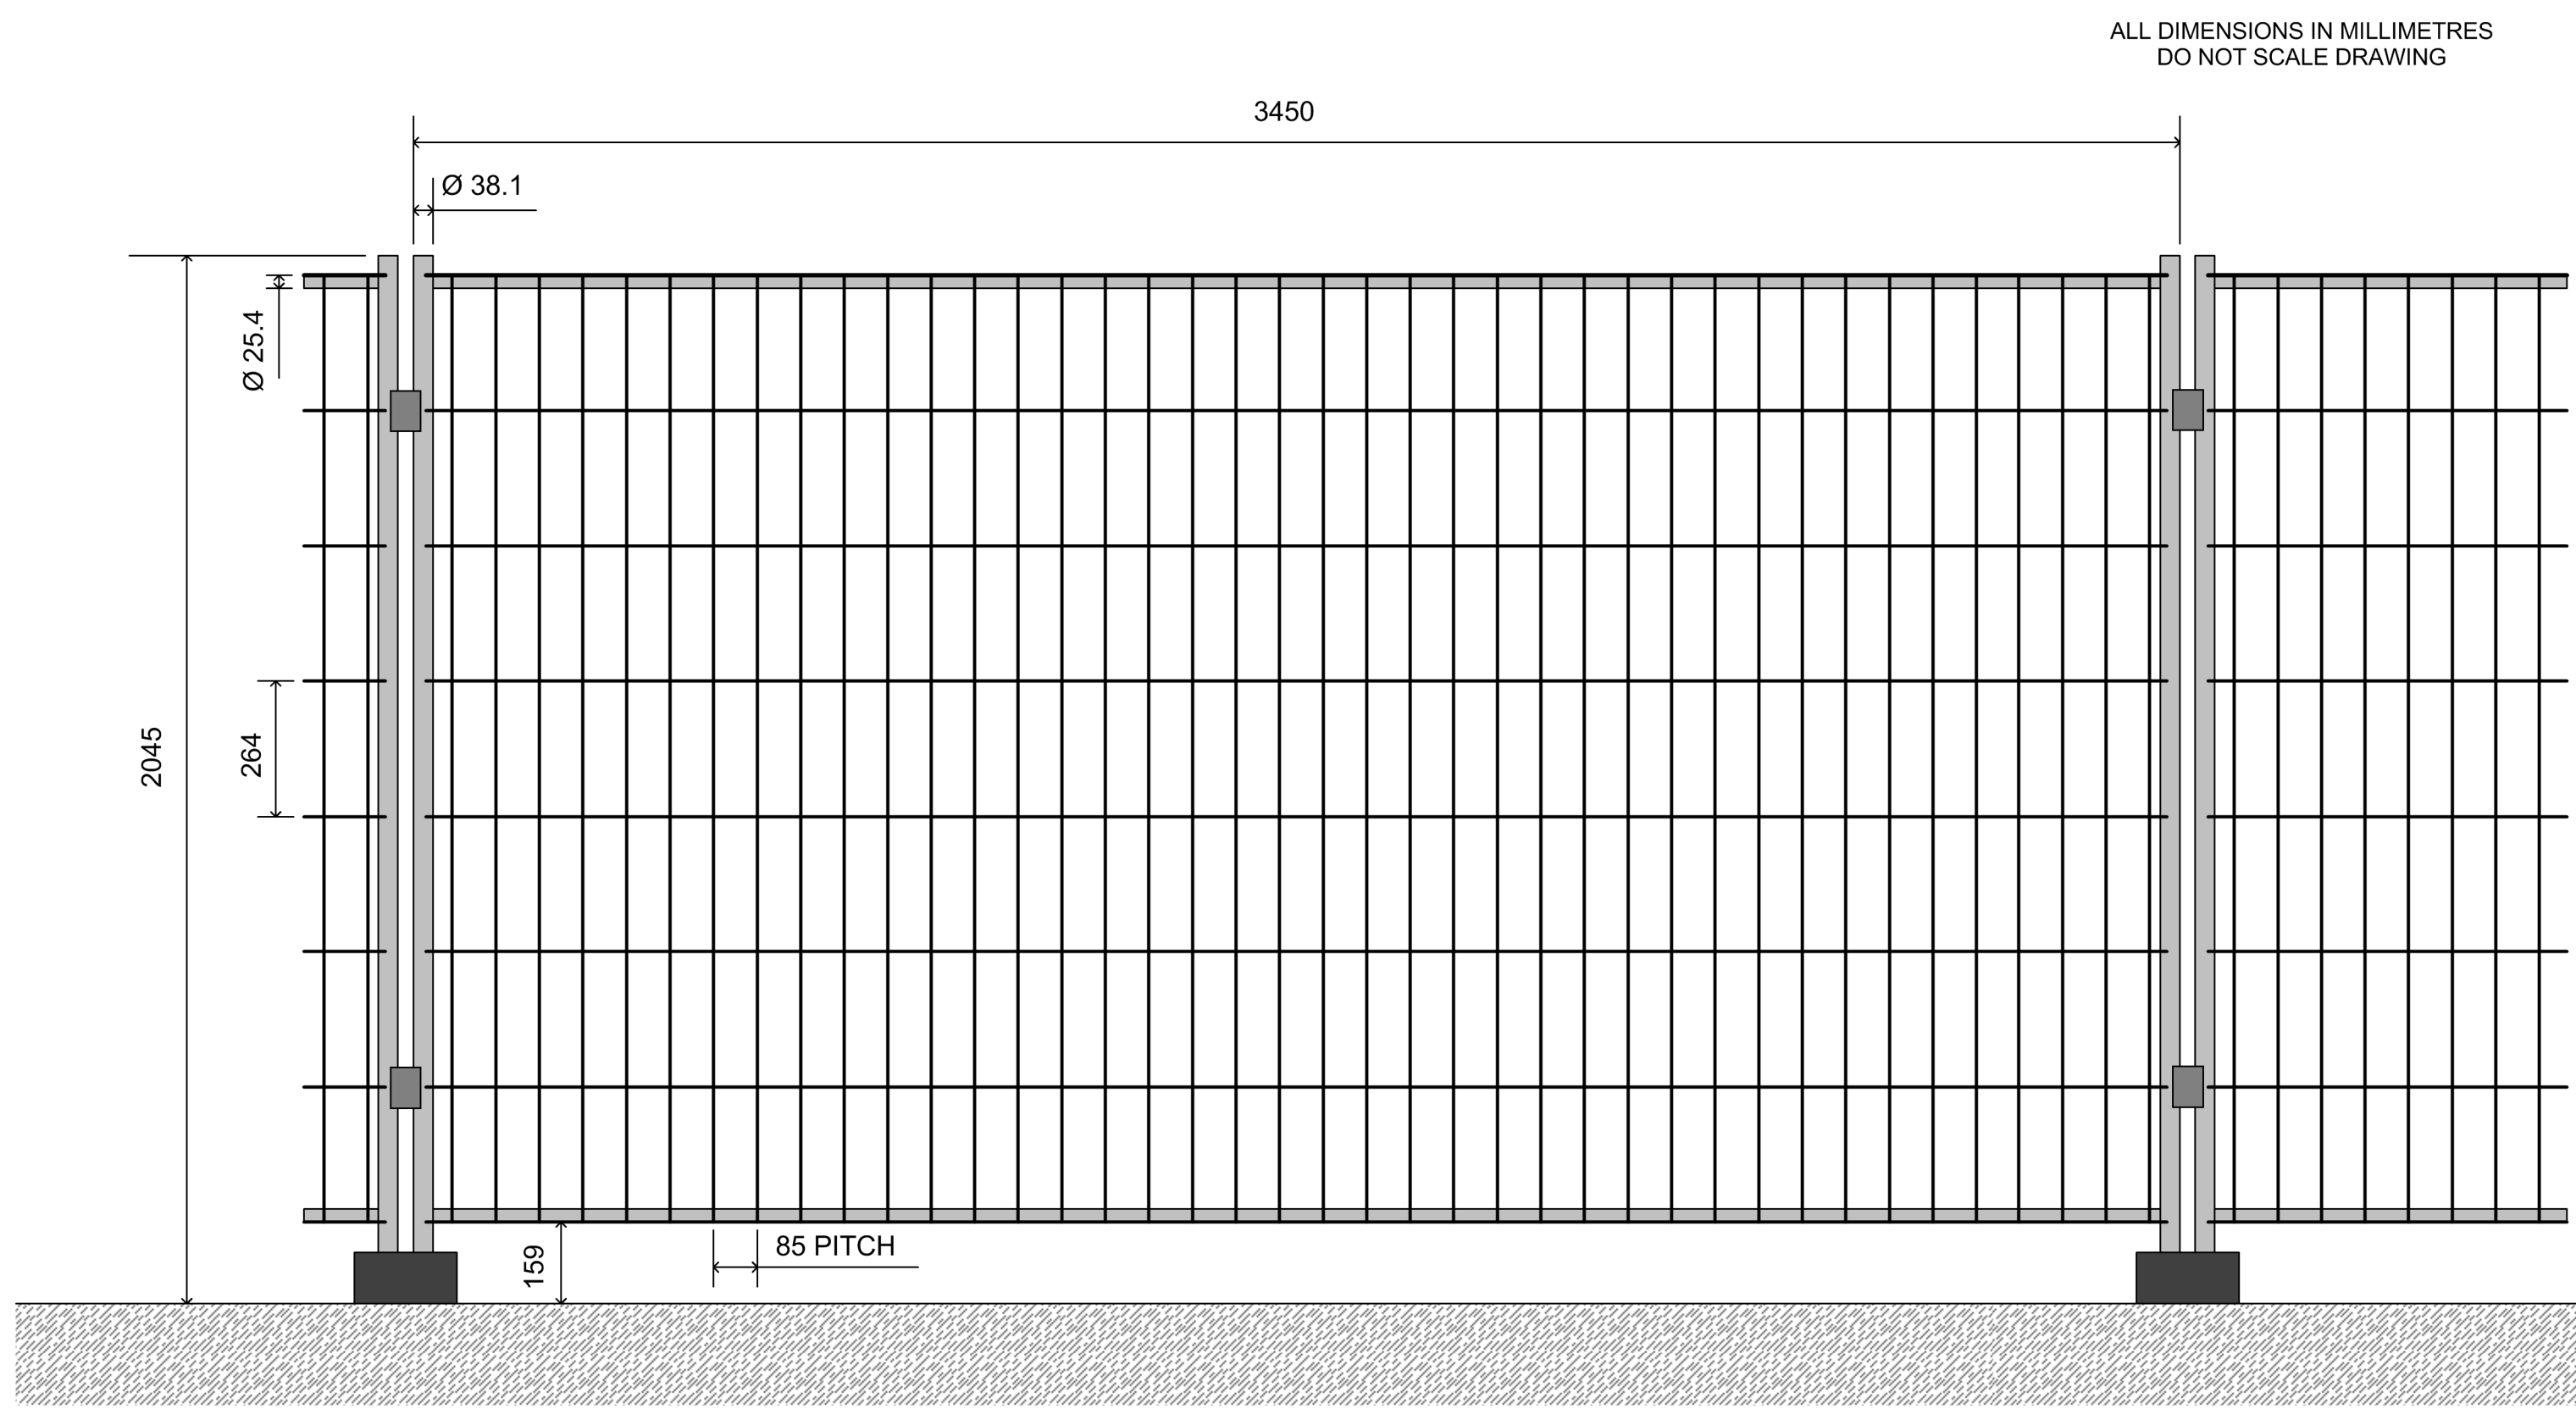 ALL DIMENSIONS IN MILLIMETRES
DO NOT SCALE DRAWING
3450
Ø 38.1
Ø 25.4
2045
264
159
85 PITCH